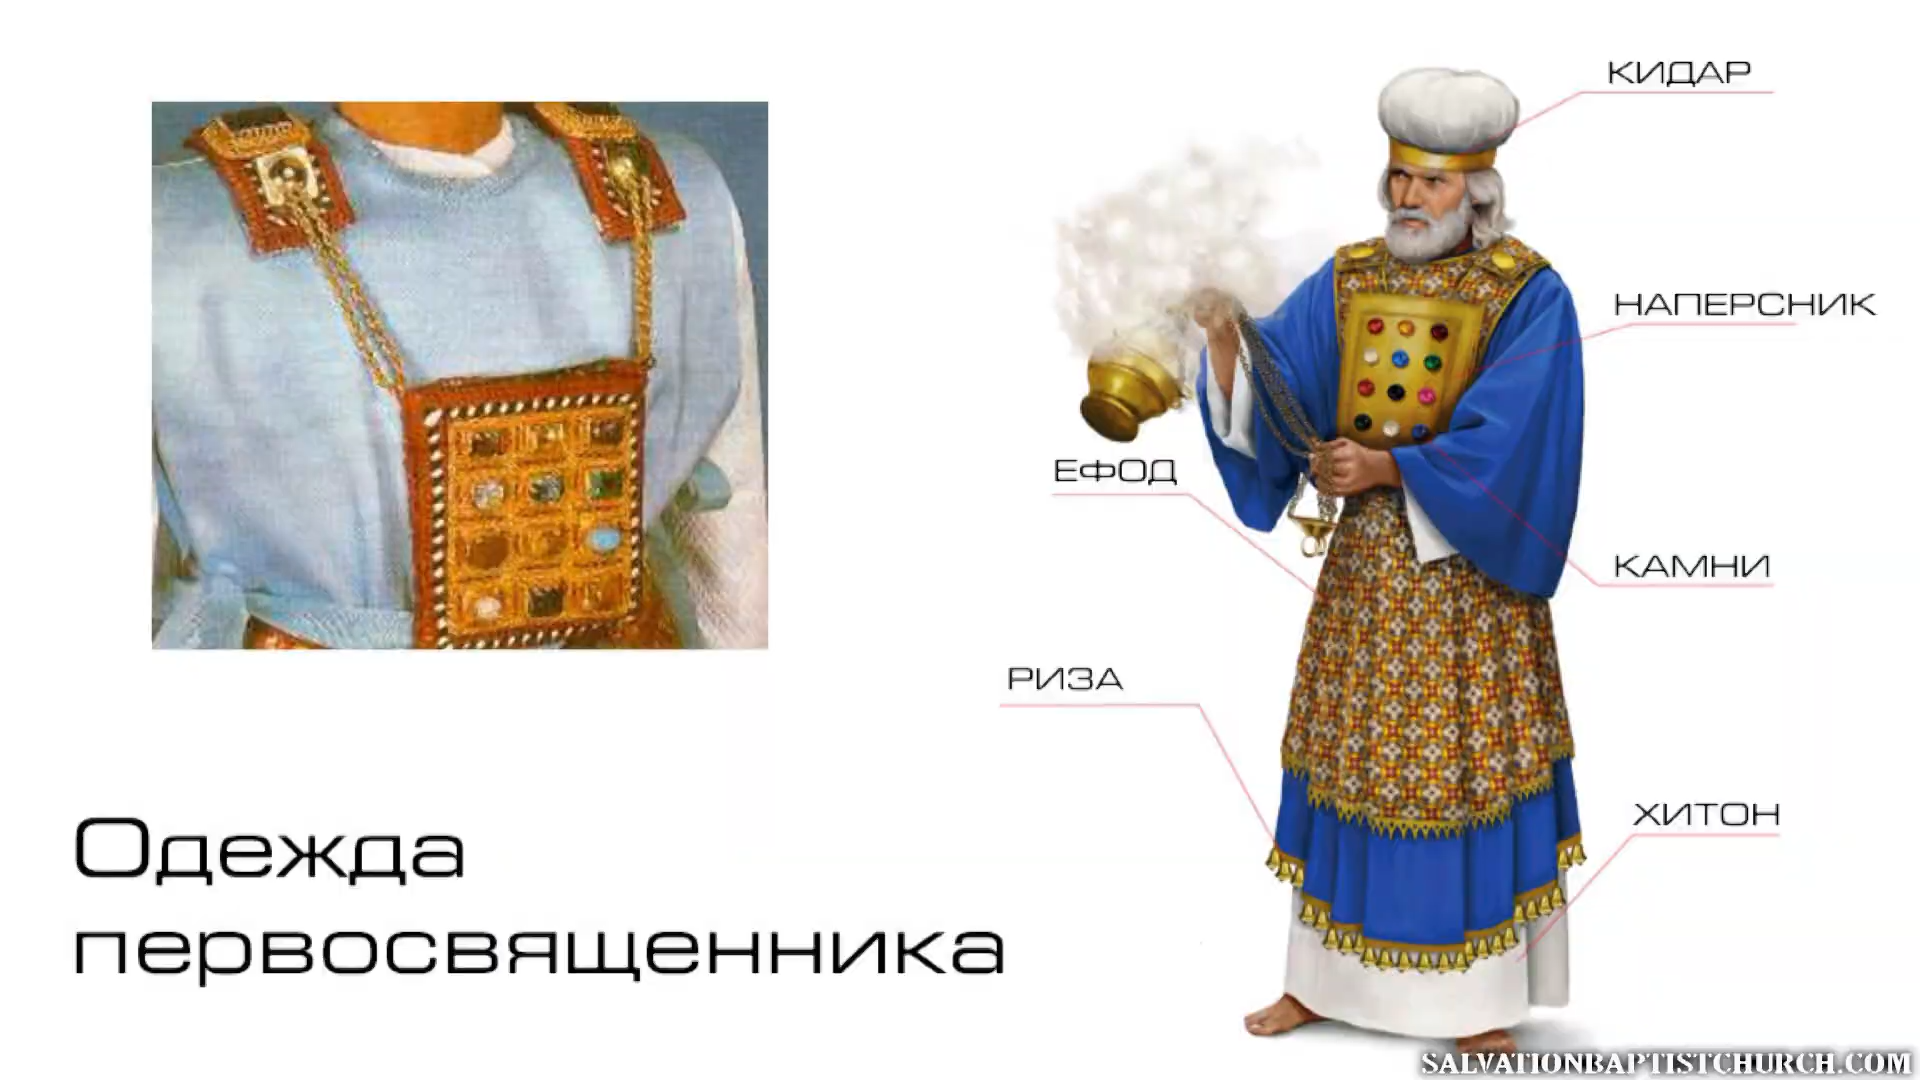 КИДАР
НАПЕРСНИК
ЕФОД
КАМНИ
РИЗА
ХИТОН
Одежда
первосвященника
SALVATIONBAPTISTCHURCH.COM